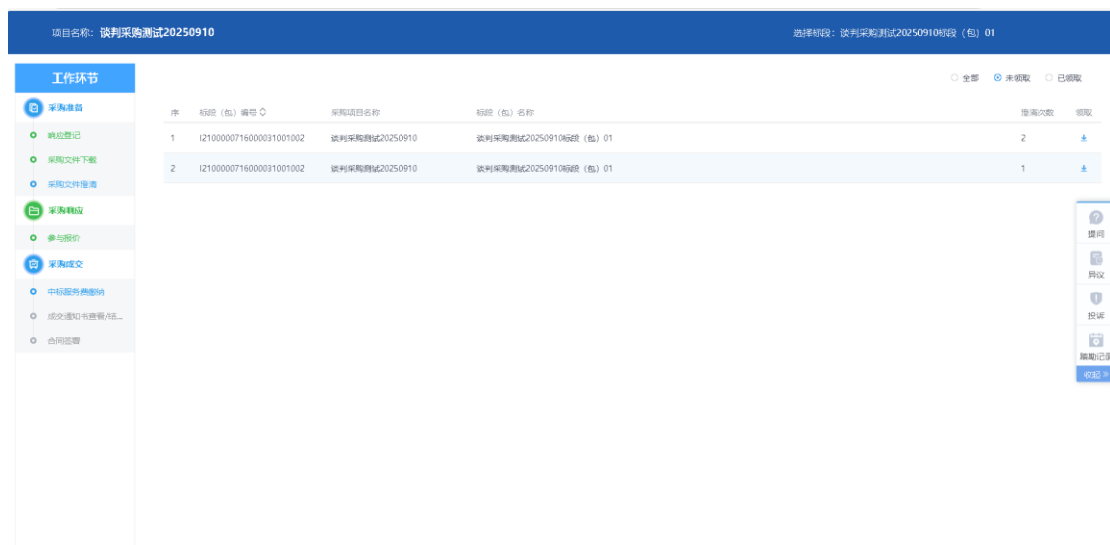 项目名称: 谈判采购测试20250910 选择标段: 谈判采购测试20250910标段（包）01
工作环节
全部 未领取 已领取
采购准备
序 标段（包）编号 采购项目名称 标段（包）名称 澄清次数 领取
响应登记
1 I2100000716000031001002 谈判采购测试20250910 谈判采购测试20250910标段（包）01 2
采购文件下载
2 I2100000716000031001002 谈判采购测试20250910 谈判采购测试20250910标段（包）01 1
采购文件澄清
采购响应
参与报价
采购成交
中标服务费缴纳
成交通知书查看/结...
合同签署
提问
异议
投诉
踏勘记录
收起